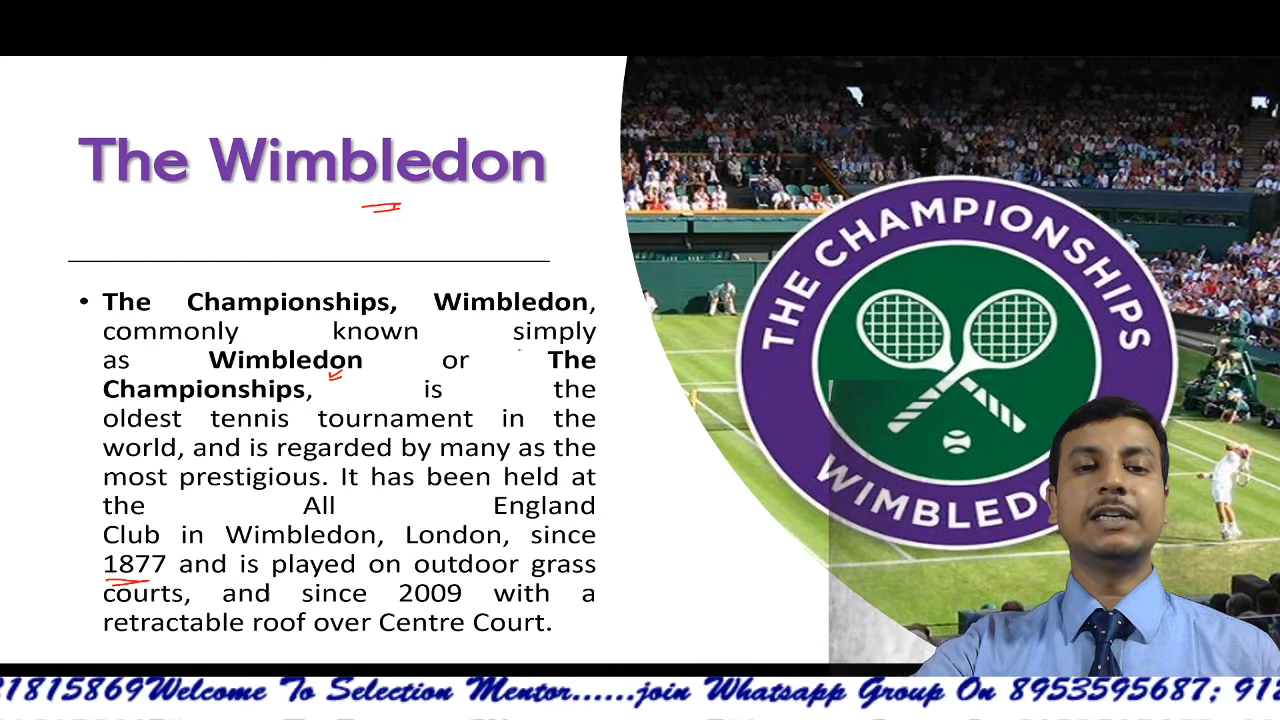 The Wimbledon
• The Championships, Wimbledon,
commonly known simply
as Wimbledon or The
Championships, is the
oldest tennis tournament in the
world, and is regarded by many as the
most prestigious. It has been held at
the All England
Club in Wimbledon, London, since
1877 and is played on outdoor grass
courts, and since 2009 with a
retractable roof over Centre Court.
THE CHAMPIONSHIPS
WIMBLEDO
21815869Welcome To Selection Mentor......join Whatsapp Group On 8953595687; 91